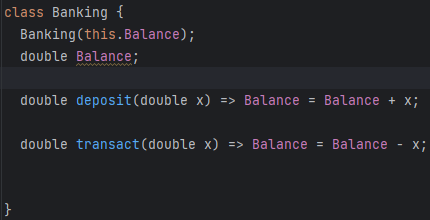 class Banking {
Banking(this.Balance);
double Balance;
double deposit(double x) => Balance = Balance + x;
double transact(double x) => Balance = Balance - x;
}